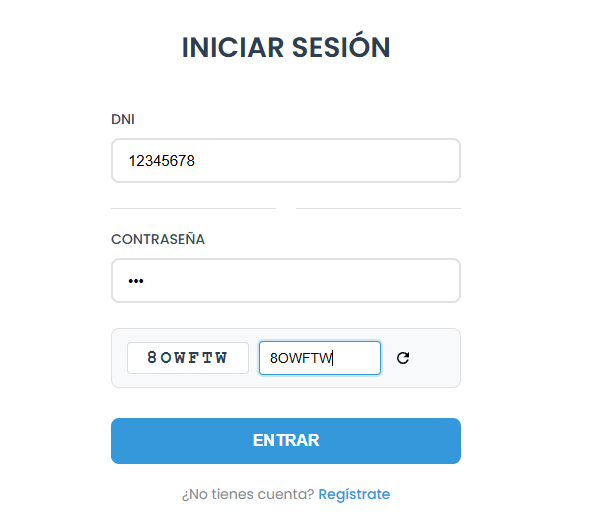 INICIAR SESIÓN
DNI
12345678
CONTRASEÑA
•••
8OWFTW 8OWFTW
ENTRAR
¿No tienes cuenta? Regístrate